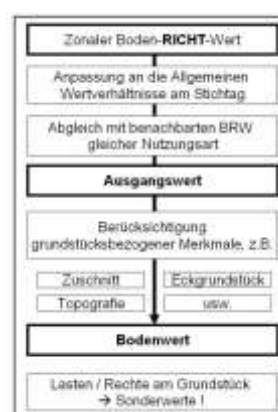 Zonaler Boden-RICHT-Wert
Anpassung an die Allgemeinen
Wertverhältnisse am Stichtag
Abgleich mit benachbarten BRW
gleicher Nutzungsart
Ausgangswert
Berücksichtigung
grundstücksbezogener Merkmale, z.B.
Zuschnitt
Eckgrundstück
Topografie
usw.
Bodenwert
Lasten / Rechte am Grundstück
→ Sonderwerte !